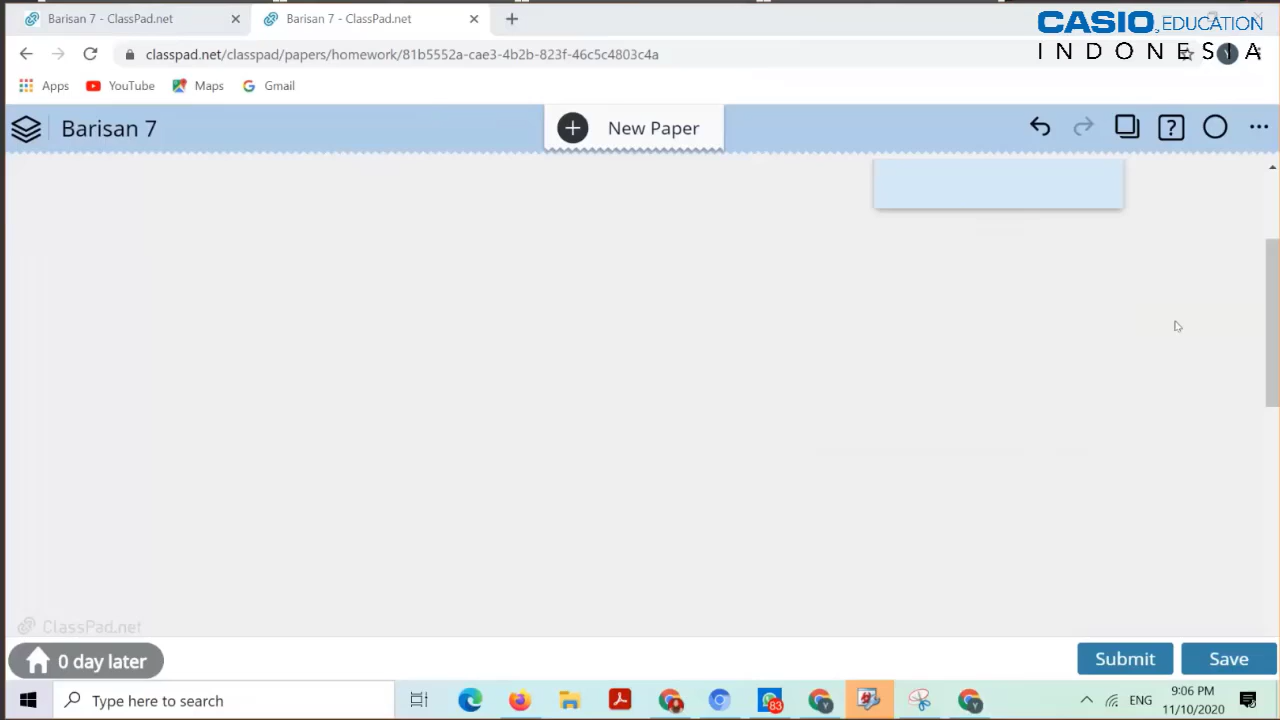 Barisan 7 - ClassPad.net
Barisan 7 - ClassPad.net
CASIO EDUCATION
INDONESIA
classpad.net/classpad/papers/homework/81b5552a-cae3-4b2b-823f-46c5c4803c4a
Apps
YouTube
Maps
Gmail
Barisan 7
New Paper
?
ClassPad.net
0 day later
Submit
Save
Type here to search
83
ENG
9:06 PM
11/10/2020